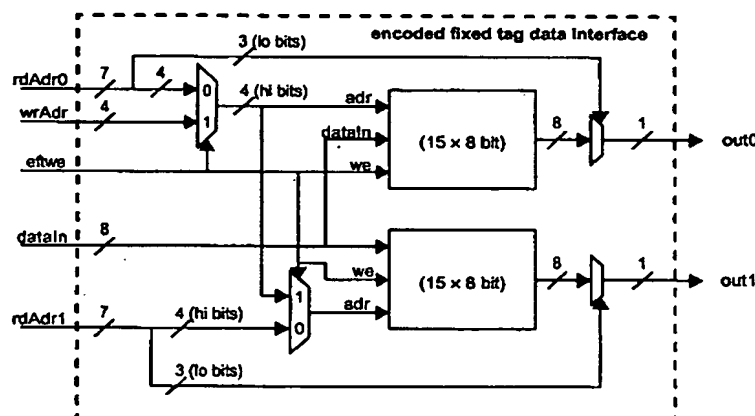 encoded fixed tag data interface
3 (lo bits)
rdAdr0
7
4
0
4 (hi bits)
adr
wrAdr
4
1
dataIn
(15 × 8 bit)
8
1
out0
eftwe
we
dataIn
8
we
(15 × 8 bit)
8
1
out1
1
adr
rdAdr1
7
4 (hi bits)
0
3 (lo bits)